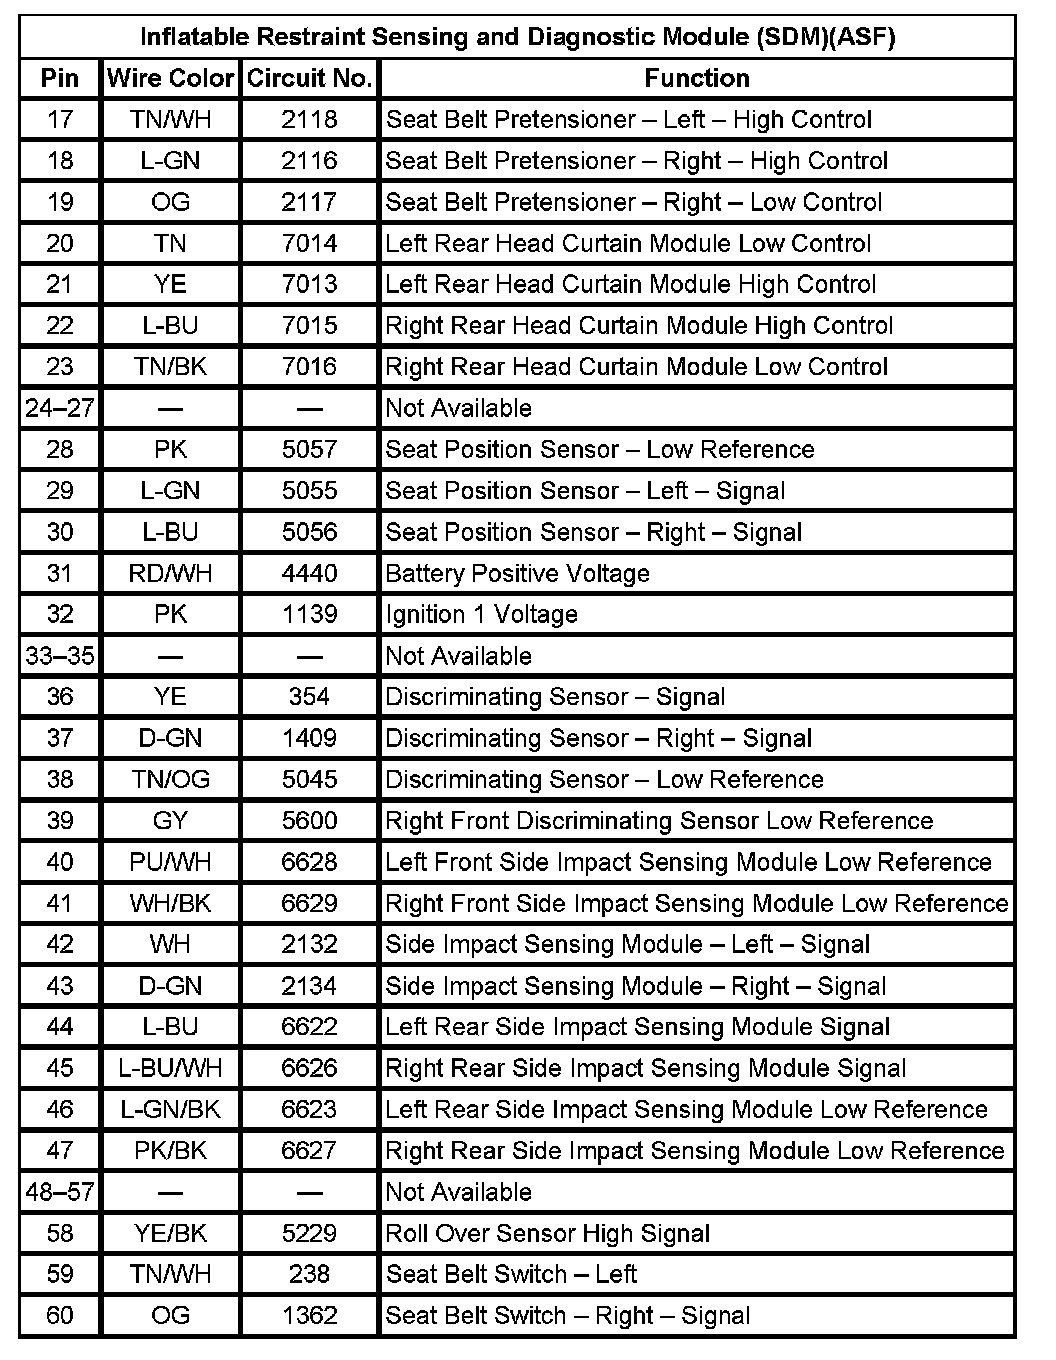 Inflatable Restraint Sensing and Diagnostic Module (SDM)(ASF)
Pin Wire Color Circuit No. Function
17 TN/WH 2118 Seat Belt Pretensioner – Left – High Control
18 L-GN 2116 Seat Belt Pretensioner – Right – High Control
19 OG 2117 Seat Belt Pretensioner – Right – Low Control
20 TN 7014 Left Rear Head Curtain Module Low Control
21 YE 7013 Left Rear Head Curtain Module High Control
22 L-BU 7015 Right Rear Head Curtain Module High Control
23 TN/BK 7016 Right Rear Head Curtain Module Low Control
24–27 — — Not Available
28 PK 5057 Seat Position Sensor – Low Reference
29 L-GN 5055 Seat Position Sensor – Left – Signal
30 L-BU 5056 Seat Position Sensor – Right – Signal
31 RD/WH 4440 Battery Positive Voltage
32 PK 1139 Ignition 1 Voltage
33–35 — — Not Available
36 YE 354 Discriminating Sensor – Signal
37 D-GN 1409 Discriminating Sensor – Right – Signal
38 TN/OG 5045 Discriminating Sensor – Low Reference
39 GY 5600 Right Front Discriminating Sensor Low Reference
40 PU/WH 6628 Left Front Side Impact Sensing Module Low Reference
41 WH/BK 6629 Right Front Side Impact Sensing Module Low Reference
42 WH 2132 Side Impact Sensing Module – Left – Signal
43 D-GN 2134 Side Impact Sensing Module – Right – Signal
44 L-BU 6622 Left Rear Side Impact Sensing Module Signal
45 L-BU/WH 6626 Right Rear Side Impact Sensing Module Signal
46 L-GN/BK 6623 Left Rear Side Impact Sensing Module Low Reference
47 PK/BK 6627 Right Rear Side Impact Sensing Module Low Reference
48–57 — — Not Available
58 YE/BK 5229 Roll Over Sensor High Signal
59 TN/WH 238 Seat Belt Switch – Left
60 OG 1362 Seat Belt Switch – Right – Signal